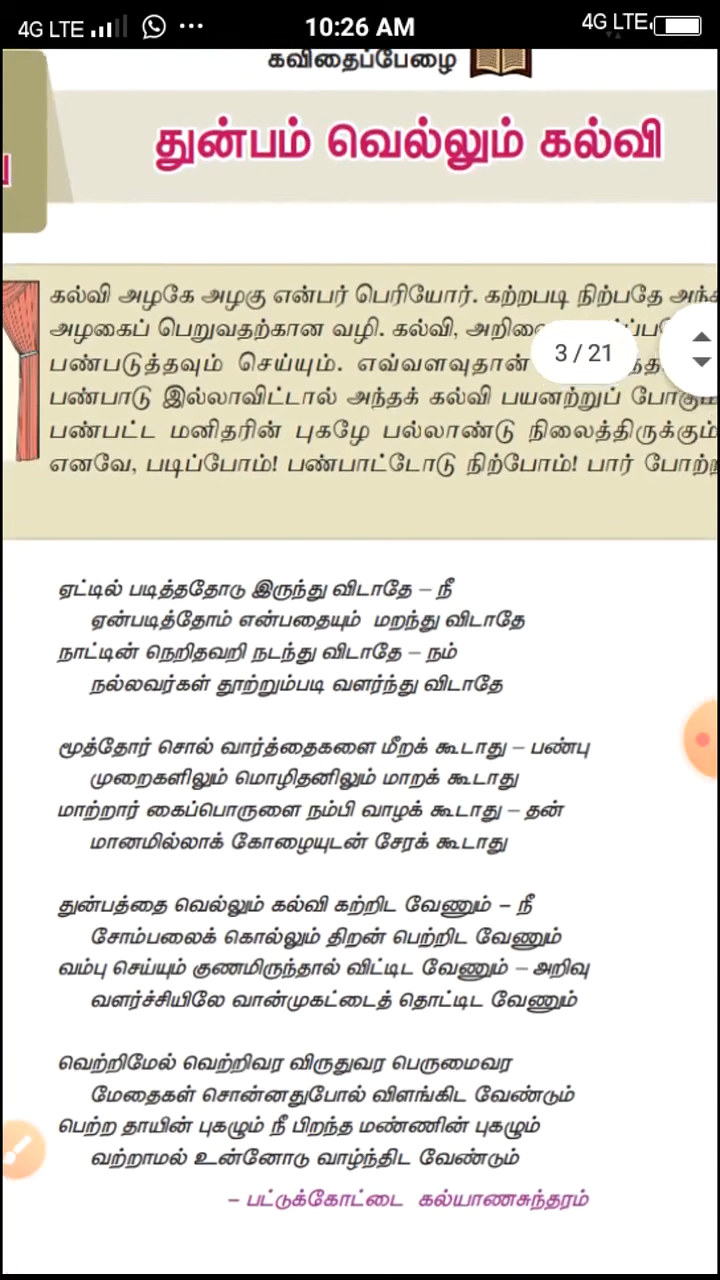 4G LTE 10:26 AM 4G LTE
கவிதைப்பேழை
துன்பம் வெல்லும் கல்வி
கல்வி அழகே அழகு என்பர் பெரியோர். கற்றபடி நிற்பதே
அழகைப் பெறுவதற்கான வழி. கல்வி,
பண்படுத்தவும் செய்யும். எவ்வளவுதான்
3 / 21
பண்பாடு இல்லாவிட்டால் அந்தக் கல்வி பயனற்றுப் போகும்
பண்பட்ட மனிதரின் புகழே பல்லாண்டு நிலைத்திருக்கும்
எனவே, படிப்போம்! பண்பாட்டோடு நிற்போம்! பார்
ஏட்டில் படித்ததோடு இருந்து விடாதே – நீ
ஏன்படித்தோம் என்பதையும் மறந்து விடாதே
நாட்டின் நெறிதவறி நடந்து விடாதே – நம்
நல்லவர்கள் தூற்றும்படி வளர்ந்து விடாதே
மூத்தோர் சொல் வார்த்தைகளை மீறக் கூடாது – பண்பு
முறைகளிலும் மொழிதனிலும் மாறக் கூடாது
மாற்றார் கைப்பொருளை நம்பி வாழக் கூடாது – தன்
மானமில்லாக் கோழையுடன் சேரக் கூடாது
துன்பத்தை வெல்லும் கல்வி கற்றிட வேணும் – நீ
சோம்பலைக் கொல்லும் திறன் பெற்றிட வேணும்
வம்பு செய்யும் குணமிருந்தால் விட்டிட வேணும் – அறிவு
வளர்ச்சியிலே வான்முகட்டைத் தொட்டிட வேணும்
வெற்றிமேல் வெற்றிவர விருதுவர பெருமைவர
மேதைகள் சொன்னதுபோல் விளங்கிட வேண்டும்
பெற்ற தாயின் புகழும் நீ பிறந்த மண்ணின் புகழும்
வற்றாமல் உன்னோடு வாழ்ந்திட வேண்டும்
– பட்டுக்கோட்டை கல்யாணசுந்தரம்